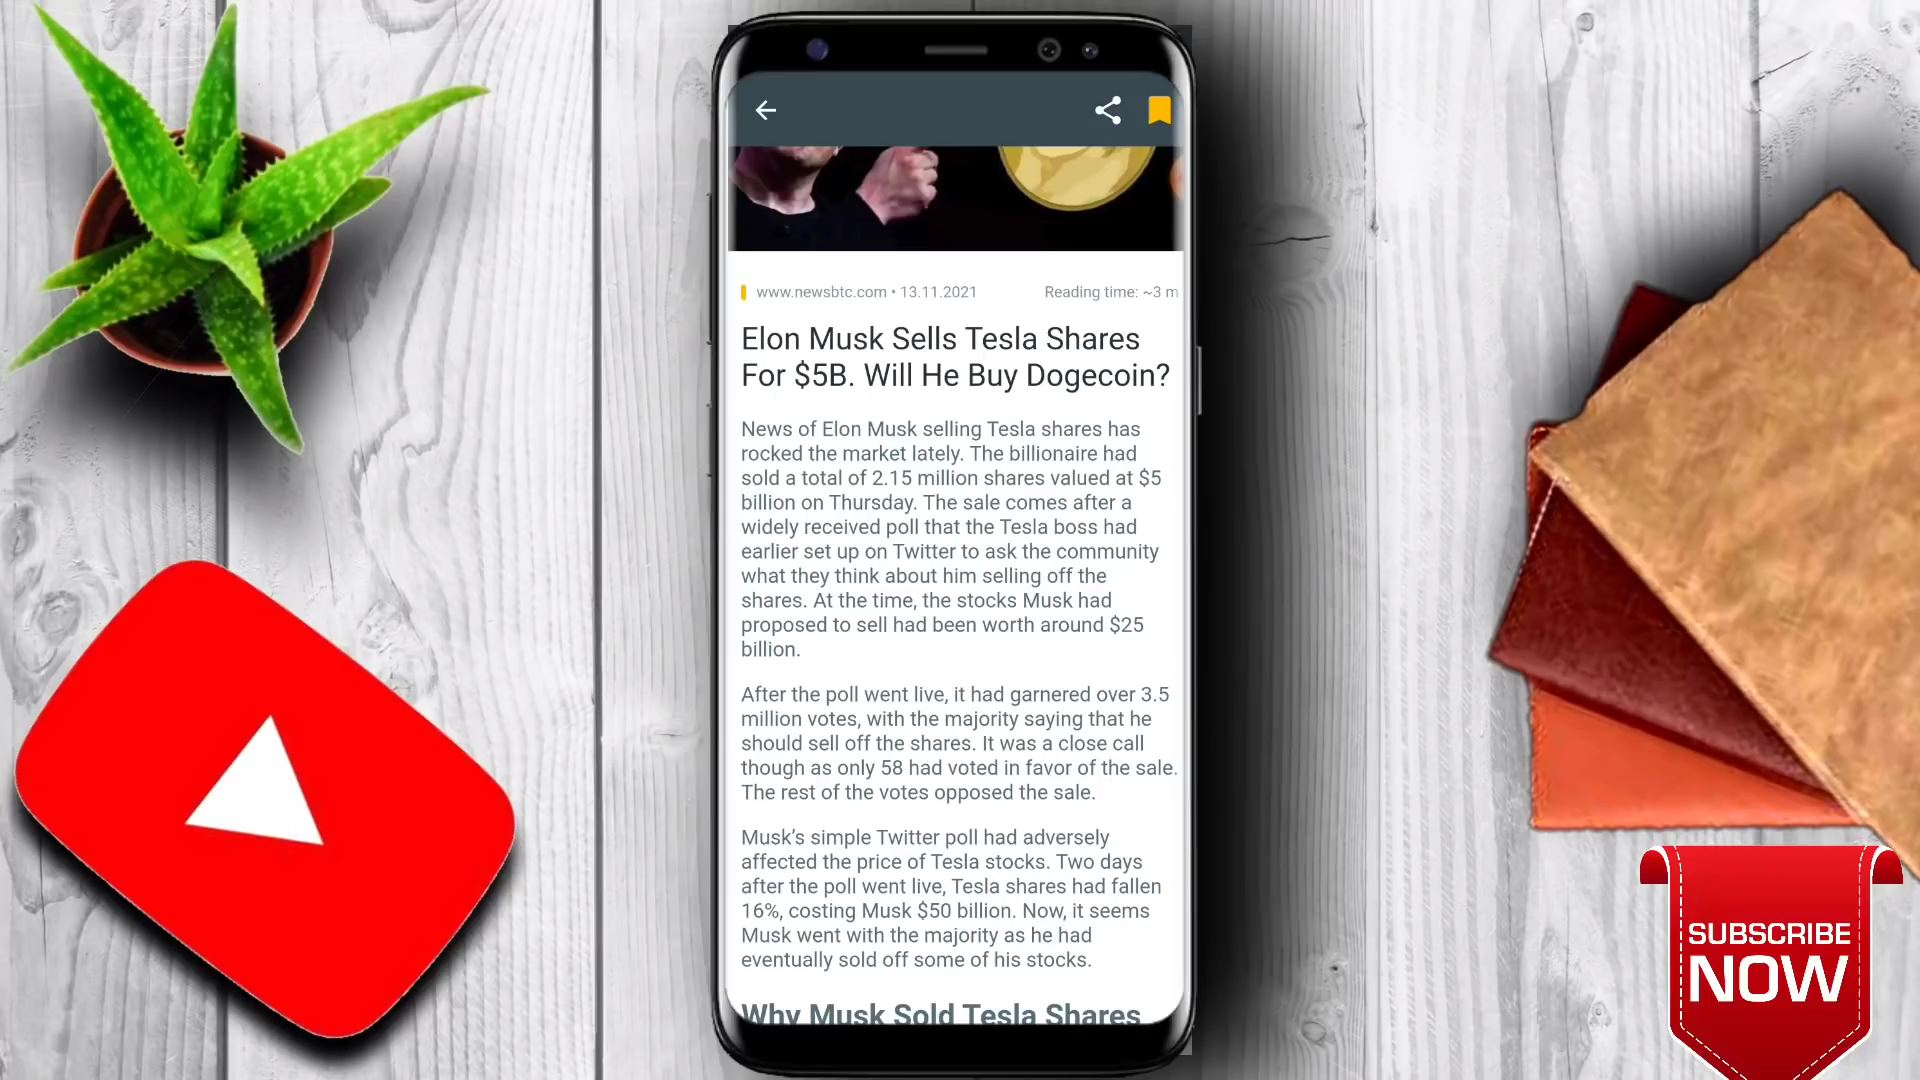 www.newsbtc.com • 13.11.2021
Reading time: ~3 m
Elon Musk Sells Tesla Shares
For $5B. Will He Buy Dogecoin?
News of Elon Musk selling Tesla shares has
rocked the market lately. The billionaire had
sold a total of 2.15 million shares valued at $5
billion on Thursday. The sale comes after a
widely received poll that the Tesla boss had
earlier set up on Twitter to ask the community
what they think about him selling off the
shares. At the time, the stocks Musk had
proposed to sell had been worth around $25
billion.
After the poll went live, it had garnered over 3.5
million votes, with the majority saying that he
should sell off the shares. It was a close call
though as only 58 had voted in favor of the sale.
The rest of the votes opposed the sale.
Musk’s simple Twitter poll had adversely
affected the price of Tesla stocks. Two days
after the poll went live, Tesla shares had fallen
16%, costing Musk $50 billion. Now, it seems
Musk went with the majority as he had
eventually sold off some of his stocks.
Why Musk Sold Tesla Shares
SUBSCRIBE
NOW